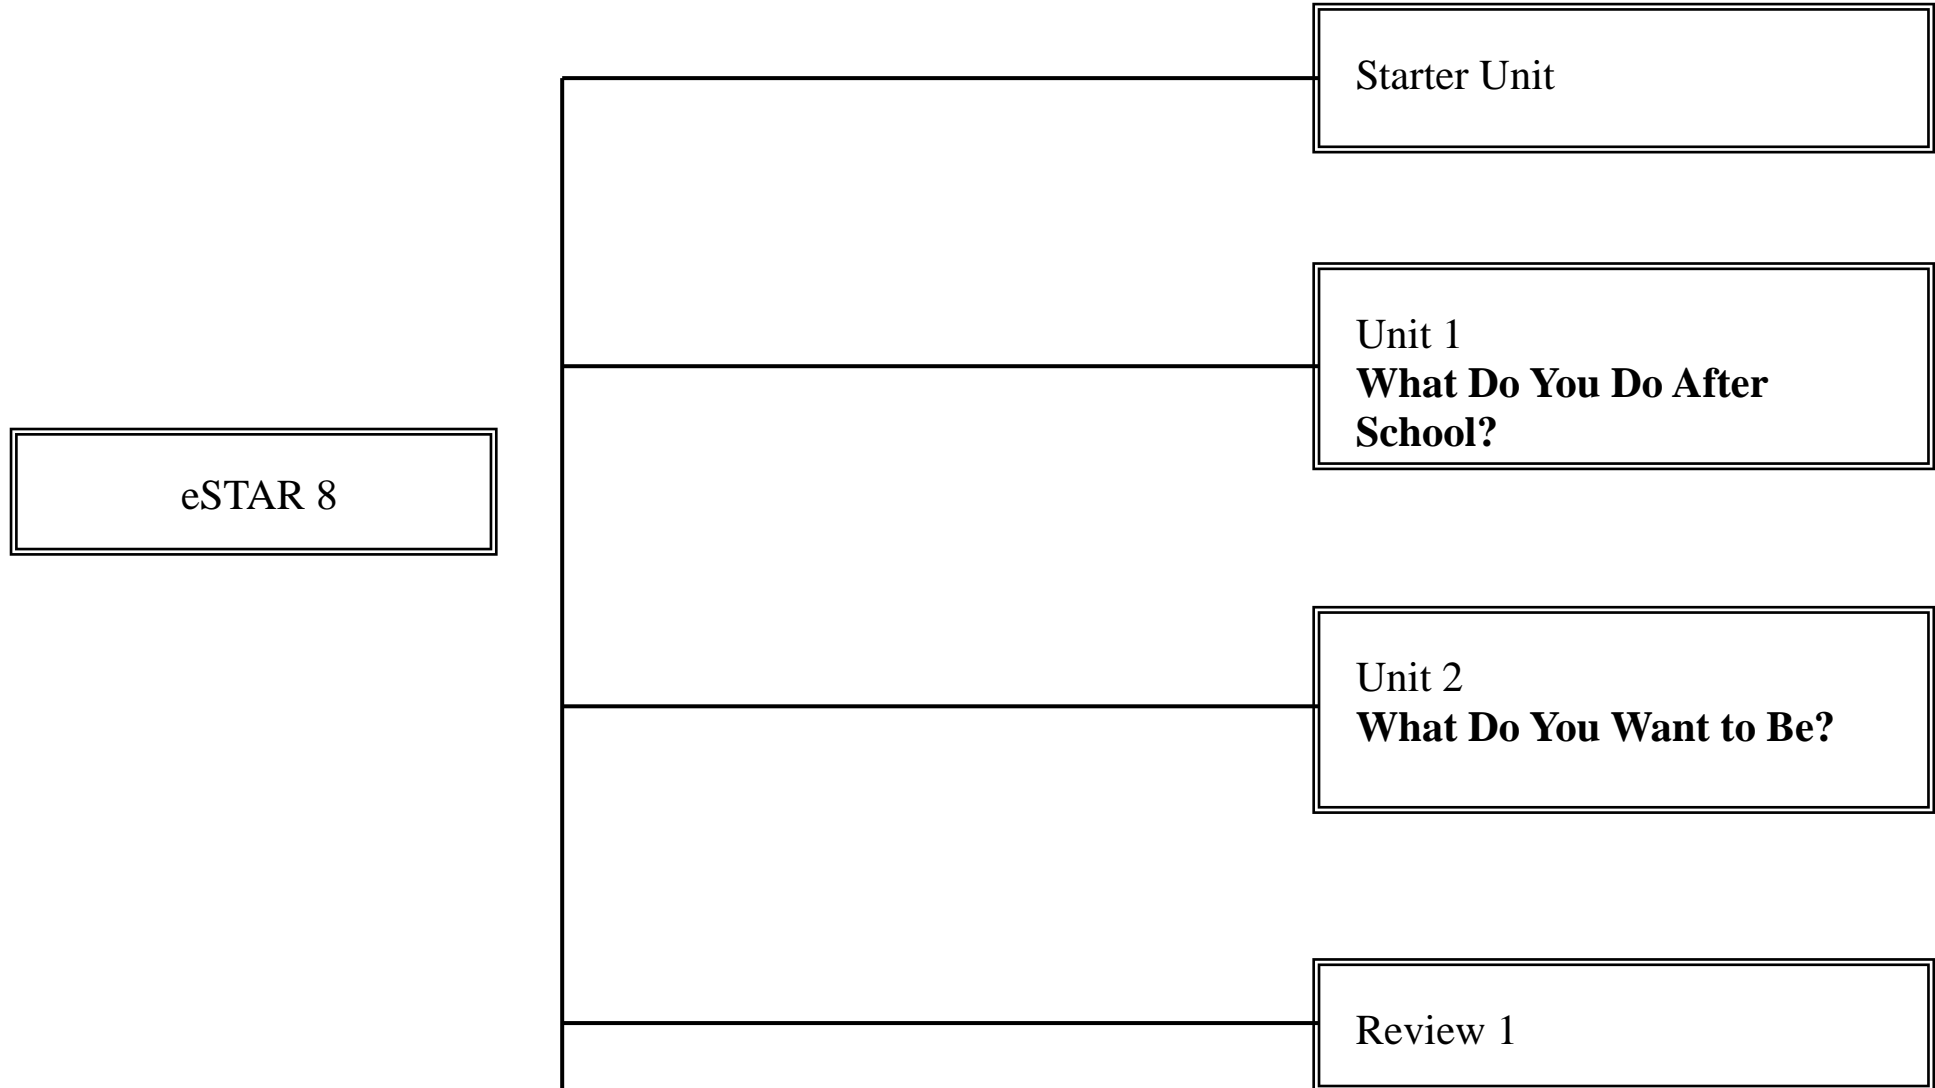 eSTAR 8
Starter Unit
Unit 1
What Do You Do After
School?
Unit 2
What Do You Want to Be?
Review 1